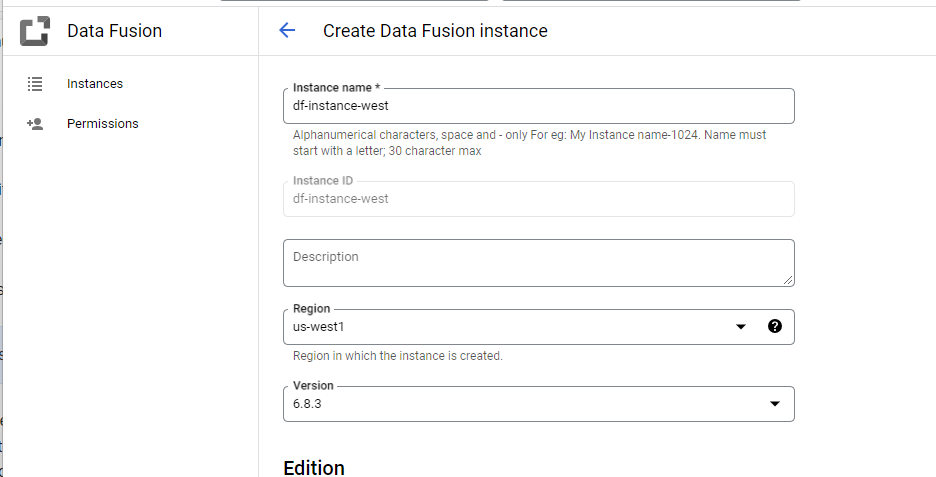 Data Fusion
Create Data Fusion instance
Instances
Permissions
Instance name *
df-instance-west
Alphanumerical characters, space and - only For eg: My Instance name-1024. Name must
start with a letter; 30 character max
Instance ID
df-instance-west
Description
Region
us-west1
Region in which the instance is created.
Version
6.8.3
Edition